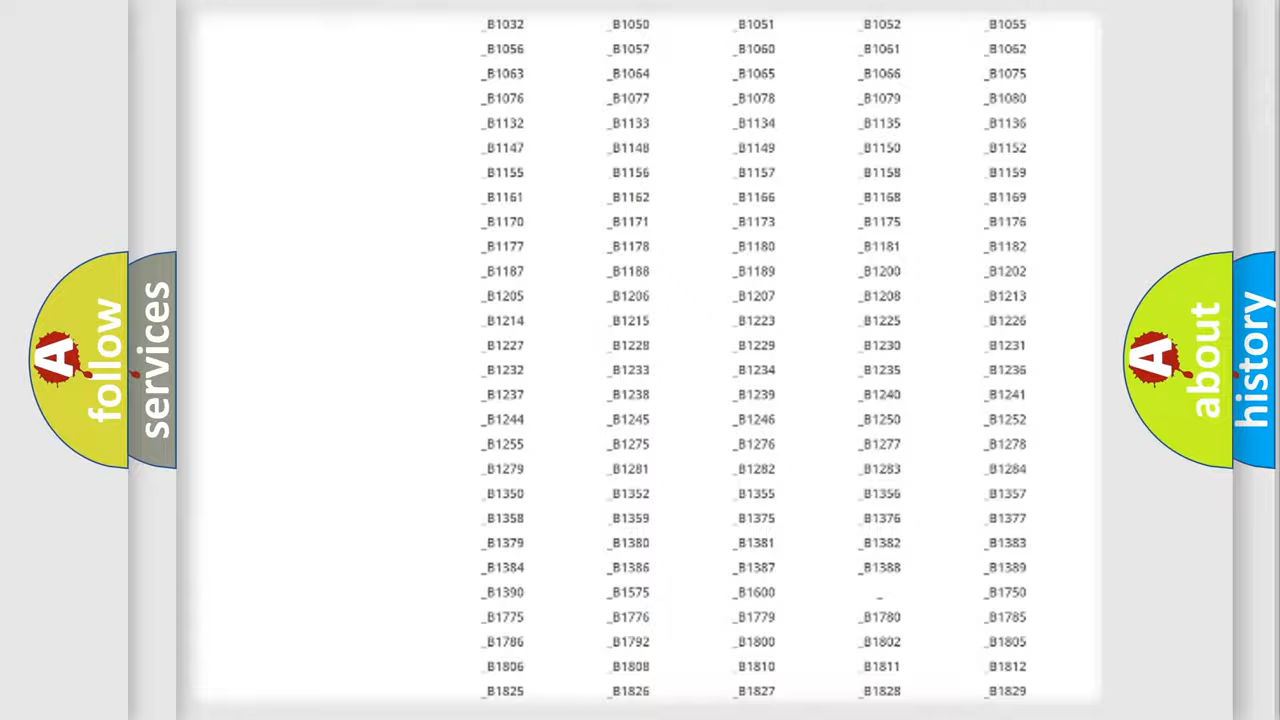 _B1032 _B1050 _B1051 _B1052 _B1055
_B1056 _B1057 _B1060 _B1061 _B1062
_B1063 _B1064 _B1065 _B1066 _B1075
_B1076 _B1077 _B1078 _B1079 _B1080
_B1132 _B1133 _B1134 _B1135 _B1136
_B1147 _B1148 _B1149 _B1150 _B1152
_B1155 _B1156 _B1157 _B1158 _B1159
_B1161 _B1162 _B1166 _B1168 _B1169
_B1170 _B1171 _B1173 _B1175 _B1176
_B1177 _B1178 _B1180 _B1181 _B1182
_B1187 _B1188 _B1189 _B1200 _B1202
_B1205 _B1206 _B1207 _B1208 _B1213
_B1214 _B1215 _B1223 _B1225 _B1226
_B1227 _B1228 _B1229 _B1230 _B1231
_B1232 _B1233 _B1234 _B1235 _B1236
_B1237 _B1238 _B1239 _B1240 _B1241
_B1244 _B1245 _B1246 _B1250 _B1252
_B1255 _B1275 _B1276 _B1277 _B1278
_B1279 _B1281 _B1282 _B1283 _B1284
_B1350 _B1352 _B1355 _B1356 _B1357
_B1358 _B1359 _B1375 _B1376 _B1377
_B1379 _B1380 _B1381 _B1382 _B1383
_B1384 _B1386 _B1387 _B1388 _B1389
_B1390 _B1575 _B1600 _ _B1750
_B1775 _B1776 _B1779 _B1780 _B1785
_B1786 _B1792 _B1800 _B1802 _B1805
_B1806 _B1808 _B1810 _B1811 _B1812
_B1825 _B1826 _B1827 _B1828 _B1829
A
follow
services
A
about
history